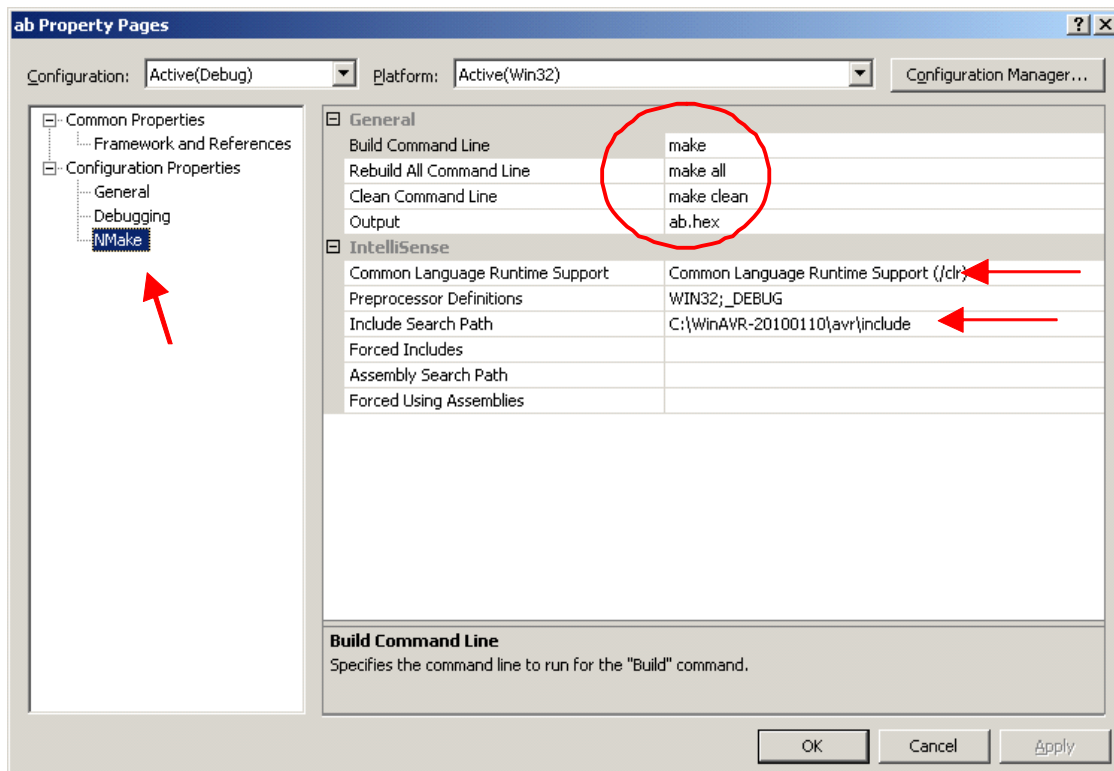 ab Property Pages
Configuration: Active(Debug) Platform: Active(Win32) Configuration Manager...
Common Properties
Framework and References
Configuration Properties
General
Debugging
NMake
General
Build Command Line make
Rebuild All Command Line make all
Clean Command Line make clean
Output ab.hex
IntelliSense
Common Language Runtime Support Common Language Runtime Support (/clr)
Preprocessor Definitions WIN32;_DEBUG
Include Search Path C:\WinAVR-20100110\avr\include
Forced Includes
Assembly Search Path
Forced Using Assemblies
Build Command Line
Specifies the command line to run for the "Build" command.
OK Cancel Apply